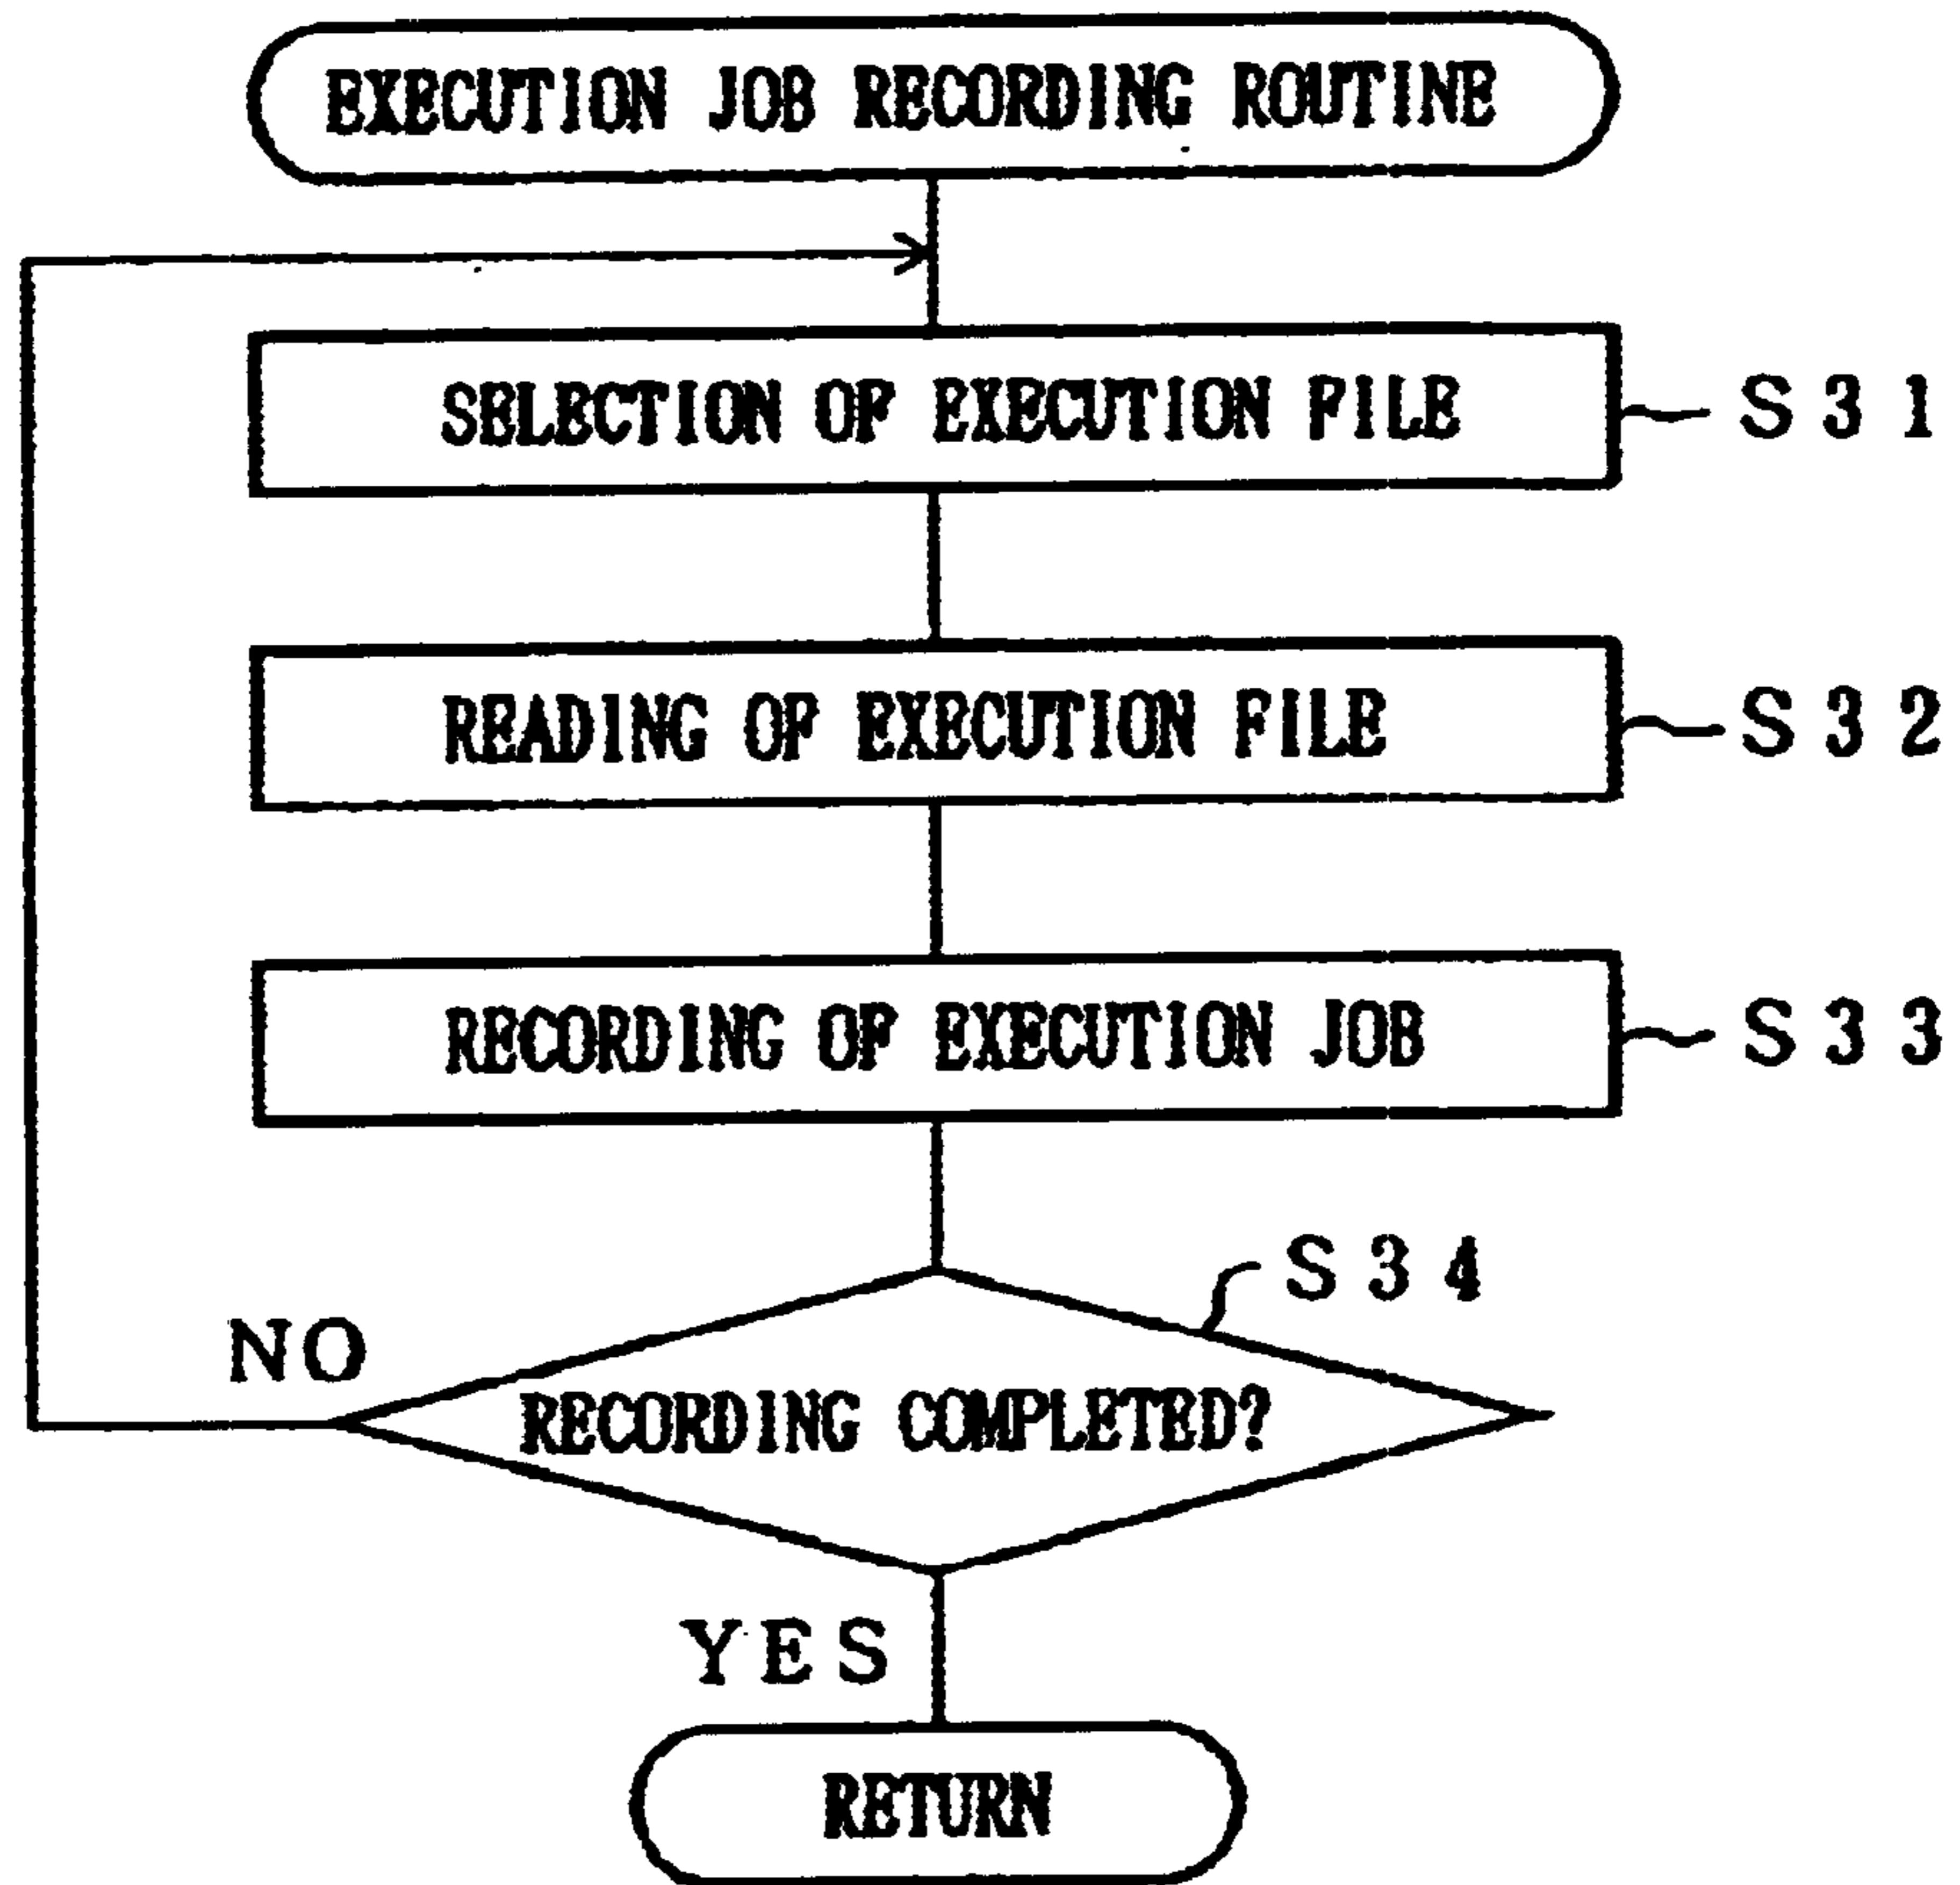 EXECUTION JOB RECORDING ROUTINE
SELECTION OF EXECUTION FILE
S31
READING OF EXECUTION FILE
S32
RECORDING OF EXECUTION JOB
S33
S34
NO
RECORDING COMPLETED?
YES
RETURN